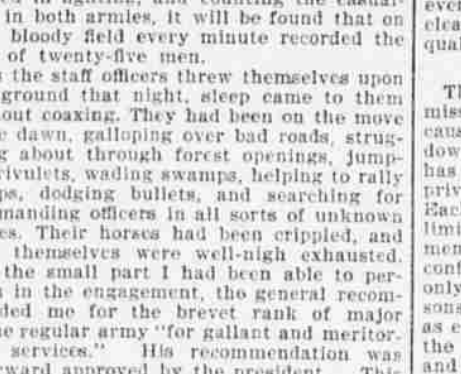 in both armies, it will be found that on
bloody field every minute recorded the
of twenty-five men.
the staff officers threw themselves upon
ground that night, sleep came to them
out coaxing. They had been on the move
dawn, galloping over bad roads, strug-
about through forest openings, jump-
rivulets, wading swamps, helping to rally
dodging bullets, and searching for
manding officers in all sorts of unknown
Their horses had been crippled, and
themselves were well-nigh exhausted.
the small part I had been able to per-
in the engagement, the general recom-
ded me for the brevet rank of major
regular army "for gallant and meritor-
services." His recommendation was
ward approved by the president. This
ever
clea
qual
Th
miss
caus
dow
has
priv
Eac
limi
men
conf
only
sons
as e
the
and